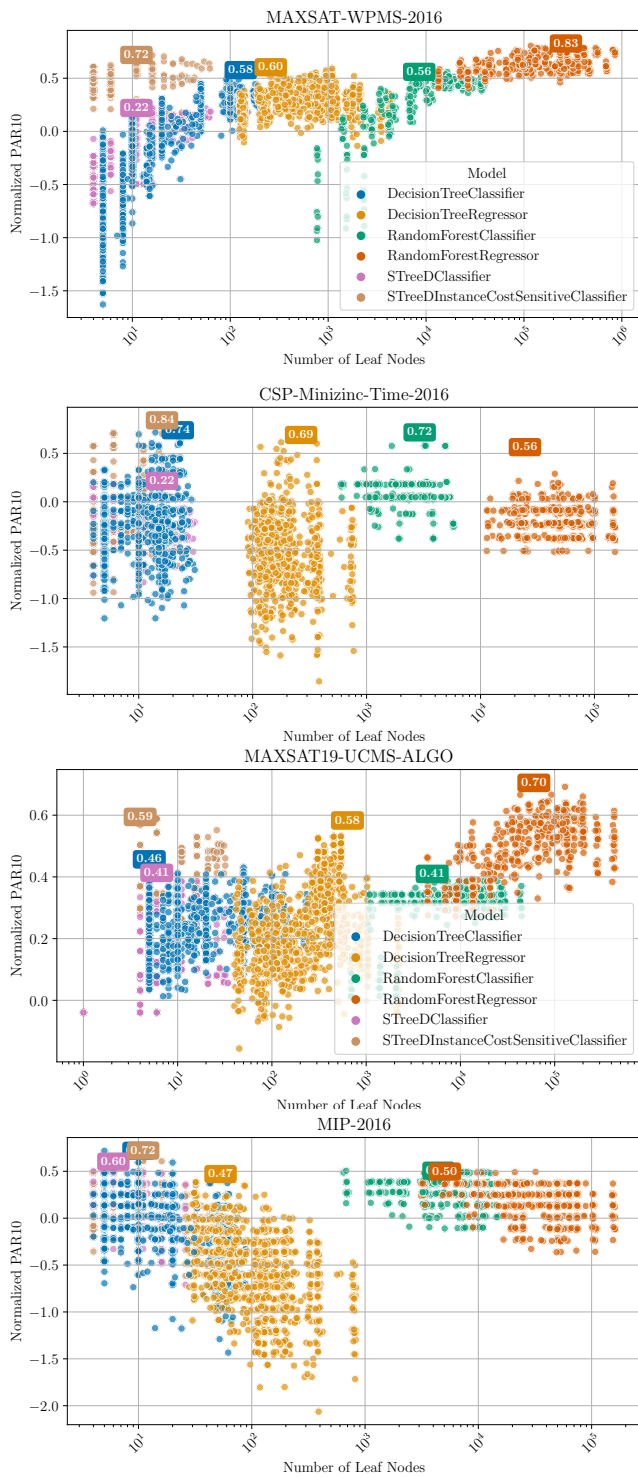 MAXSAT-WPMS-2016
0.72
0.58
0.60
0.56
0.83
0.22
0.5
0.0
−0.5
−1.0
−1.5
Normalized PAR10
Model
DecisionTreeClassifier
DecisionTreeRegressor
RandomForestClassifier
RandomForestRegressor
STreeDClassifier
STreeDInstanceCostSensitiveClassifier
10¹ 10² 10³ 10⁴ 10⁵ 10⁶
Number of Leaf Nodes
CSP-Minizinc-Time-2016
0.84
0.74
0.69
0.72
0.56
0.22
0.5
0.0
−0.5
−1.0
−1.5
Normalized PAR10
10¹ 10² 10³ 10⁴ 10⁵
Number of Leaf Nodes
MAXSAT19-UCMS-ALGO
0.59
0.46
0.41
0.58
0.41
0.70
0.6
0.4
0.2
0.0
Normalized PAR10
Model
DecisionTreeClassifier
DecisionTreeRegressor
RandomForestClassifier
RandomForestRegressor
STreeDClassifier
STreeDInstanceCostSensitiveClassifier
10⁰ 10¹ 10² 10³ 10⁴ 10⁵
Number of Leaf Nodes
MIP-2016
0.60
0.72
0.47
0.50
0.5
0.0
−0.5
−1.0
−1.5
−2.0
Normalized PAR10
10¹ 10² 10³ 10⁴ 10⁵
Number of Leaf Nodes